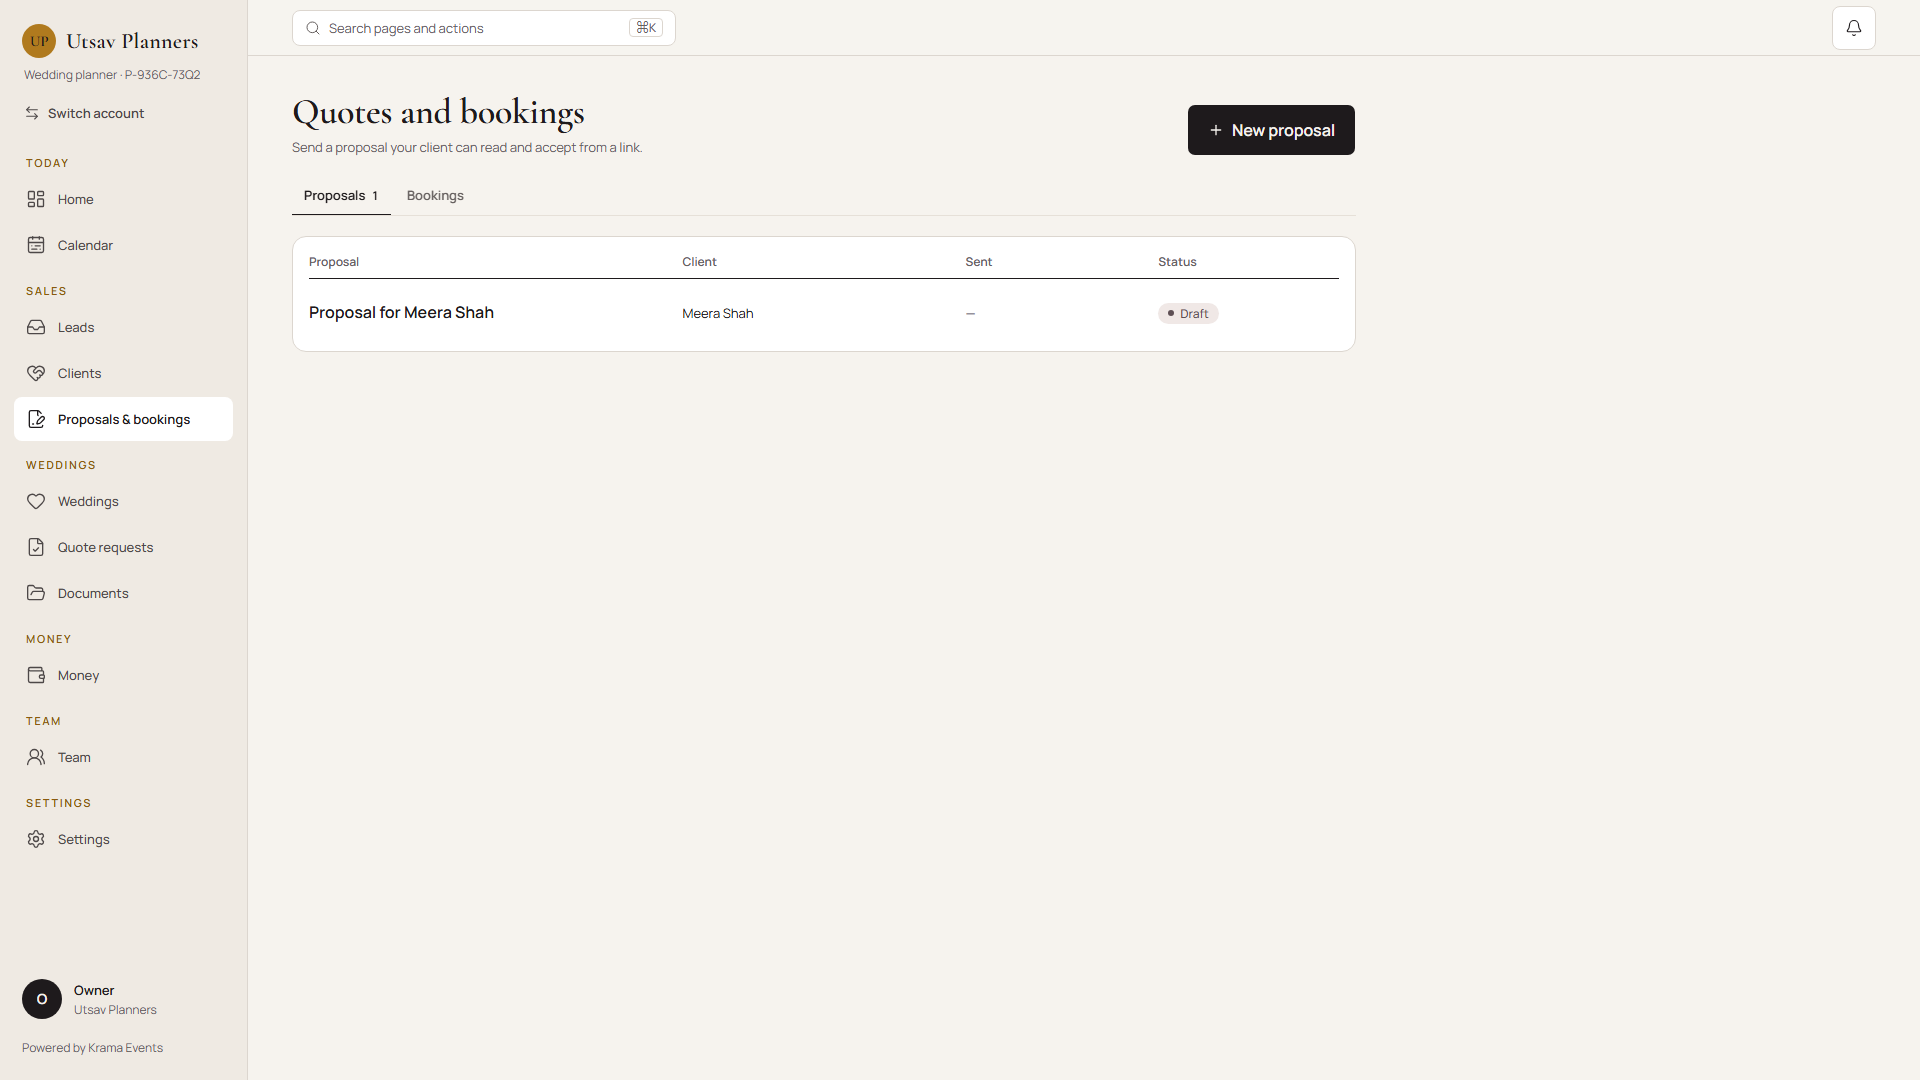 UP Utsav Planners
Wedding planner · P-936C-73Q2
Switch account
TODAY
Home
Calendar
SALES
Leads
Clients
Proposals & bookings
WEDDINGS
Weddings
Quote requests
Documents
MONEY
Money
TEAM
Team
SETTINGS
Settings
O
Owner
Utsav Planners
Powered by Krama Events
Search pages and actions ⌘K
Quotes and bookings
Send a proposal your client can read and accept from a link.
+ New proposal
Proposals 1 Bookings
Proposal Client Sent Status
Proposal for Meera Shah Meera Shah — Draft